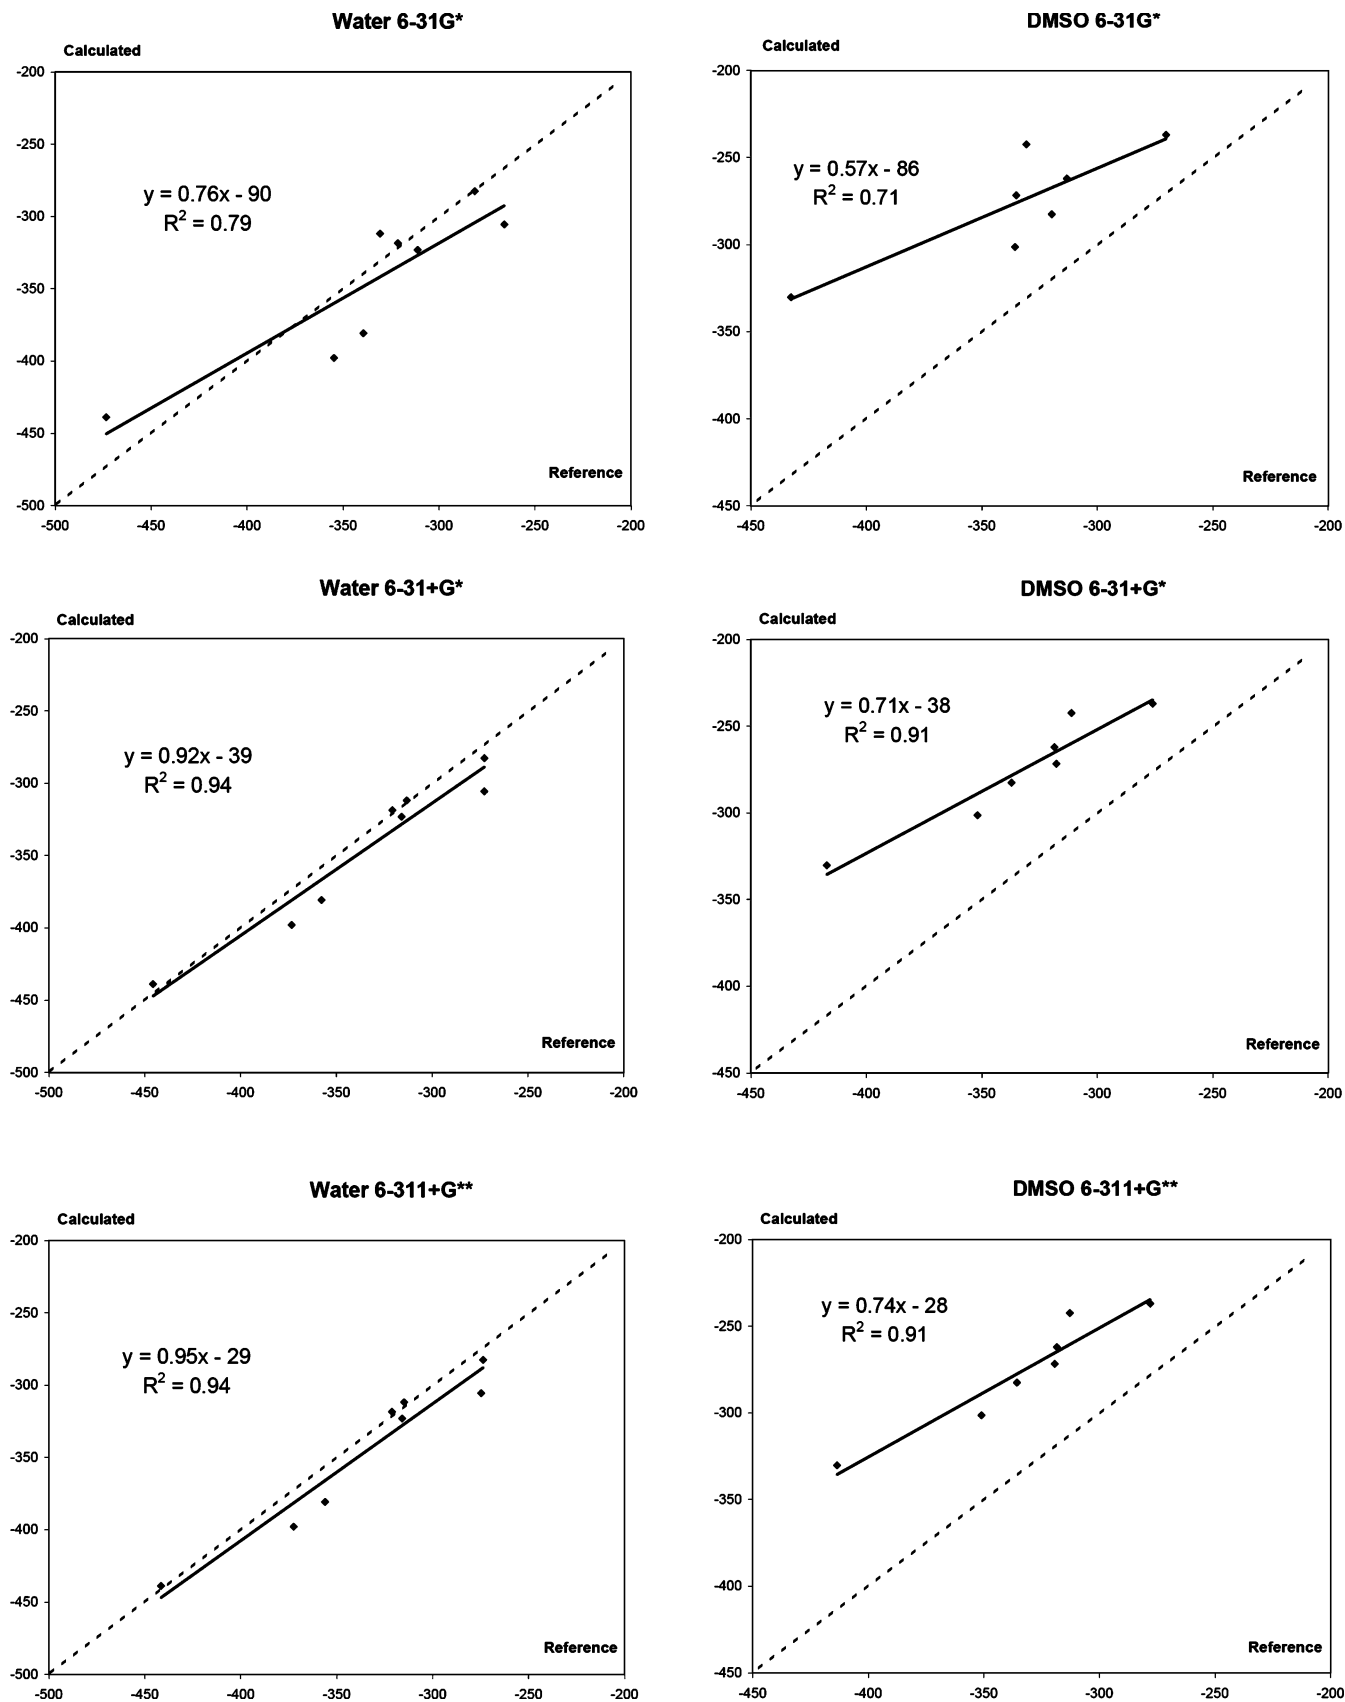 Water 6-31G*
Calculated
-200
-250
-300
-350
-400
-450
-500
y = 0.76x - 90
R² = 0.79
Reference
-500 -450 -400 -350 -300 -250 -200
DMSO 6-31G*
Calculated
-200
-250
-300
-350
-400
-450
y = 0.57x - 86
R² = 0.71
Reference
-450 -400 -350 -300 -250 -200
Water 6-31+G*
Calculated
-200
-250
-300
-350
-400
-450
-500
y = 0.92x - 39
R² = 0.94
Reference
-500 -450 -400 -350 -300 -250 -200
DMSO 6-31+G*
Calculated
-200
-250
-300
-350
-400
-450
y = 0.71x - 38
R² = 0.91
Reference
-450 -400 -350 -300 -250 -200
Water 6-311+G**
Calculated
-200
-250
-300
-350
-400
-450
-500
y = 0.95x - 29
R² = 0.94
Reference
-500 -450 -400 -350 -300 -250 -200
DMSO 6-311+G**
Calculated
-200
-250
-300
-350
-400
-450
y = 0.74x - 28
R² = 0.91
Reference
-450 -400 -350 -300 -250 -200